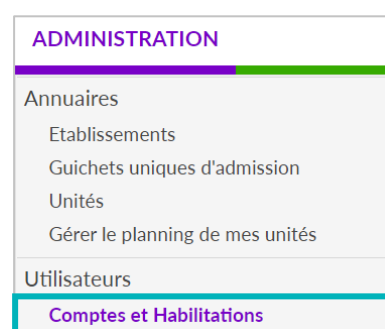 ADMINISTRATION
Annuaires
Etablissements
Guichets uniques d'admission
Unités
Gérer le planning de mes unités
Utilisateurs
Comptes et Habilitations